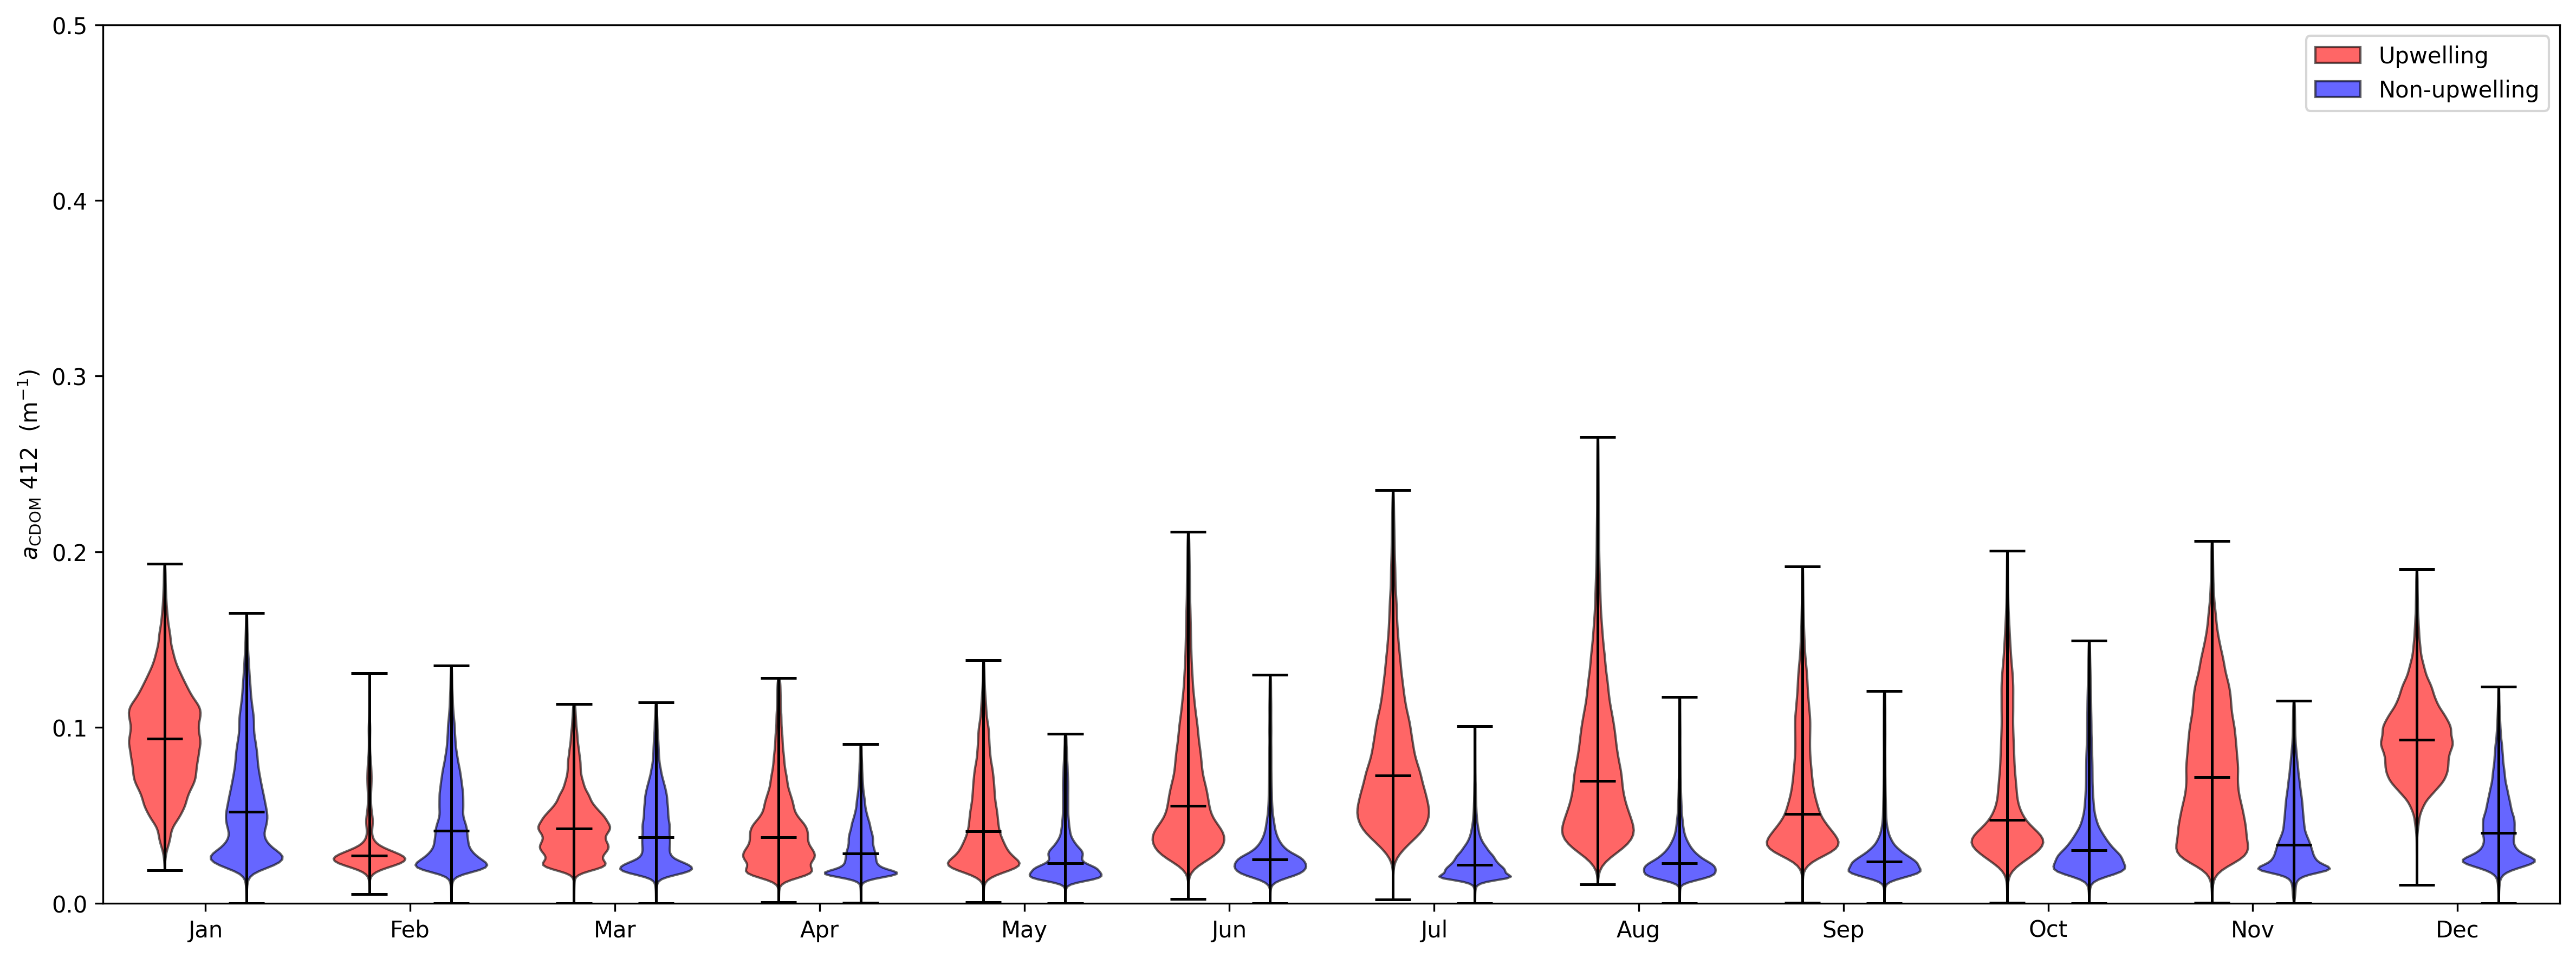 0.5
0.4
0.3
0.2
0.1
0.0
a_CDOM 412 (m⁻¹)
Upwelling
Non-upwelling
Jan Feb Mar Apr May Jun Jul Aug Sep Oct Nov Dec